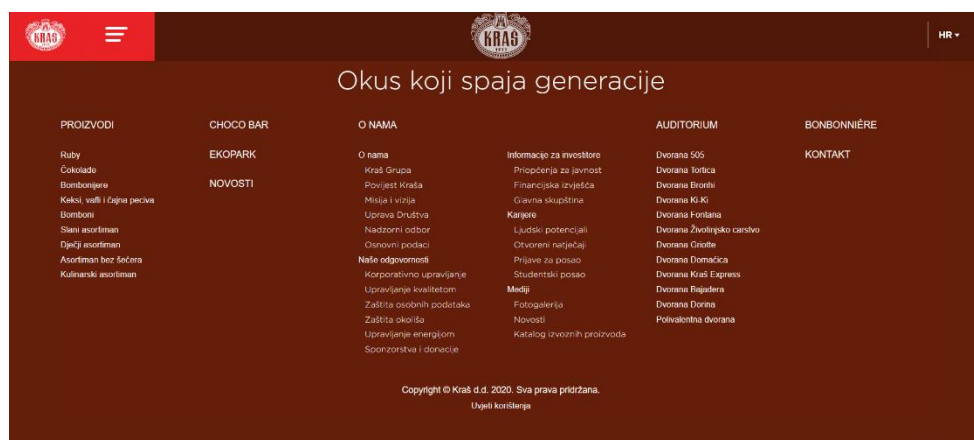 KRAŠ
KRAŠ
1911
HR
Okus koji spaja generacije
PROIZVODI
Ruby
Čokolade
Bombonijere
Keksi, vafli i čajna peciva
Bomboni
Slani asortiman
Dječji asortiman
Asortiman bez šećera
Kulinarski asortiman
CHOCO BAR
EKOPARK
NOVOSTI
O NAMA
O nama
Kraš Grupa
Povijest Kraša
Misija i vizija
Uprava Društva
Nadzorni odbor
Osnovni podaci
Naše odgovornosti
Korporativno upravljanje
Upravljanje kvalitetom
Zaštita osobnih podataka
Zaštita okoliša
Upravljanje energijom
Sponzorstva i donacije
Informacije za investitore
Priopćenja za javnost
Financijska izvješća
Glavna skupština
Karijere
Ljudski potencijali
Otvoreni natječaji
Prijave za posao
Studentski posao
Mediji
Fotogalerija
Novosti
Katalog izvoznih proizvoda
AUDITORIUM
Dvorana 505
Dvorana Tortica
Dvorana Bronhi
Dvorana Ki-Ki
Dvorana Fontana
Dvorana Životinjsko carstvo
Dvorana Griotte
Dvorana Domaćica
Dvorana Kraš Express
Dvorana Bajadera
Dvorana Dorina
Polivalentna dvorana
BONBONNIÈRE
KONTAKT
Copyright © Kraš d.d. 2020. Sva prava pridržana.
Uvjeti korištenja